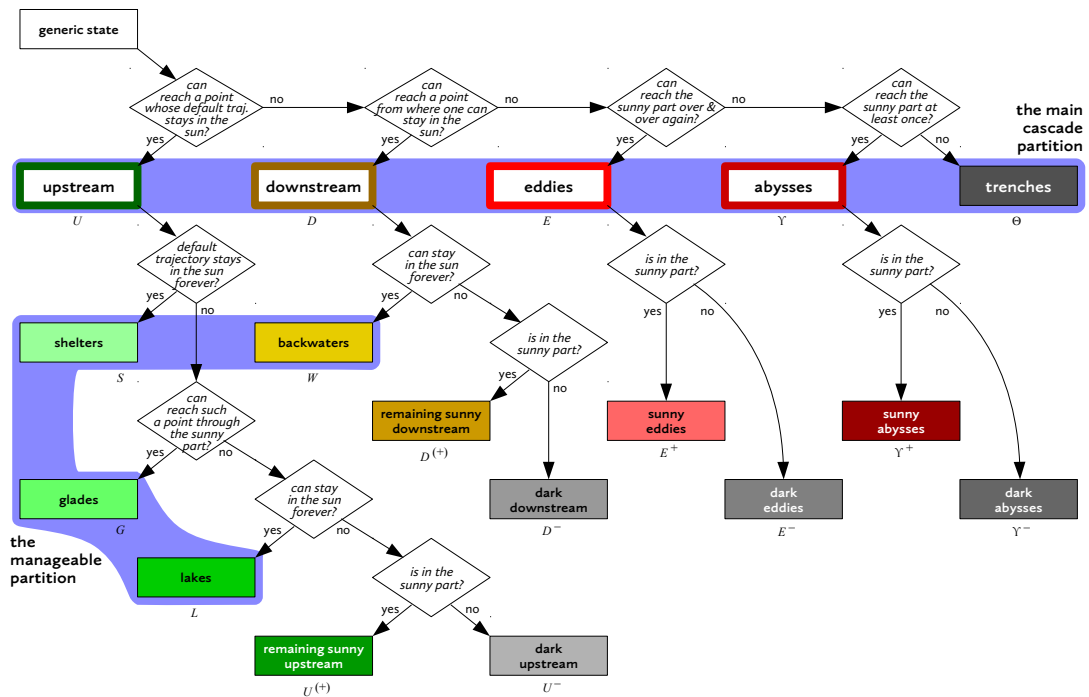 generic state
can
reach a point
whose default traj.
stays in the
sun?
no
can
reach a point
from where one can
stay in the
sun?
no
can
reach the
sunny part over &
over again?
no
can
reach the
sunny part at
least once?
the main
cascade
partition
yes
yes
yes
yes
no
upstream
downstream
eddies
abysses
trenches
U
D
E
ϒ
Θ
default
trajectory stays
in the sun
forever?
can stay
in the sun
forever?
is in the
sunny part?
is in the
sunny part?
yes
no
yes
no
yes
no
yes
no
shelters
backwaters
is in the
sunny part?
S
W
yes
no
can
reach such
a point through
the sunny
part?
remaining sunny
downstream
sunny
eddies
sunny
abysses
D(+)
E+
ϒ+
yes
no
glades
can stay
in the sun
forever?
dark
downstream
dark
eddies
dark
abysses
G
D−
E−
ϒ−
the
manageable
partition
yes
no
lakes
is in the
sunny part?
L
yes
no
remaining sunny
upstream
dark
upstream
U(+)
U−